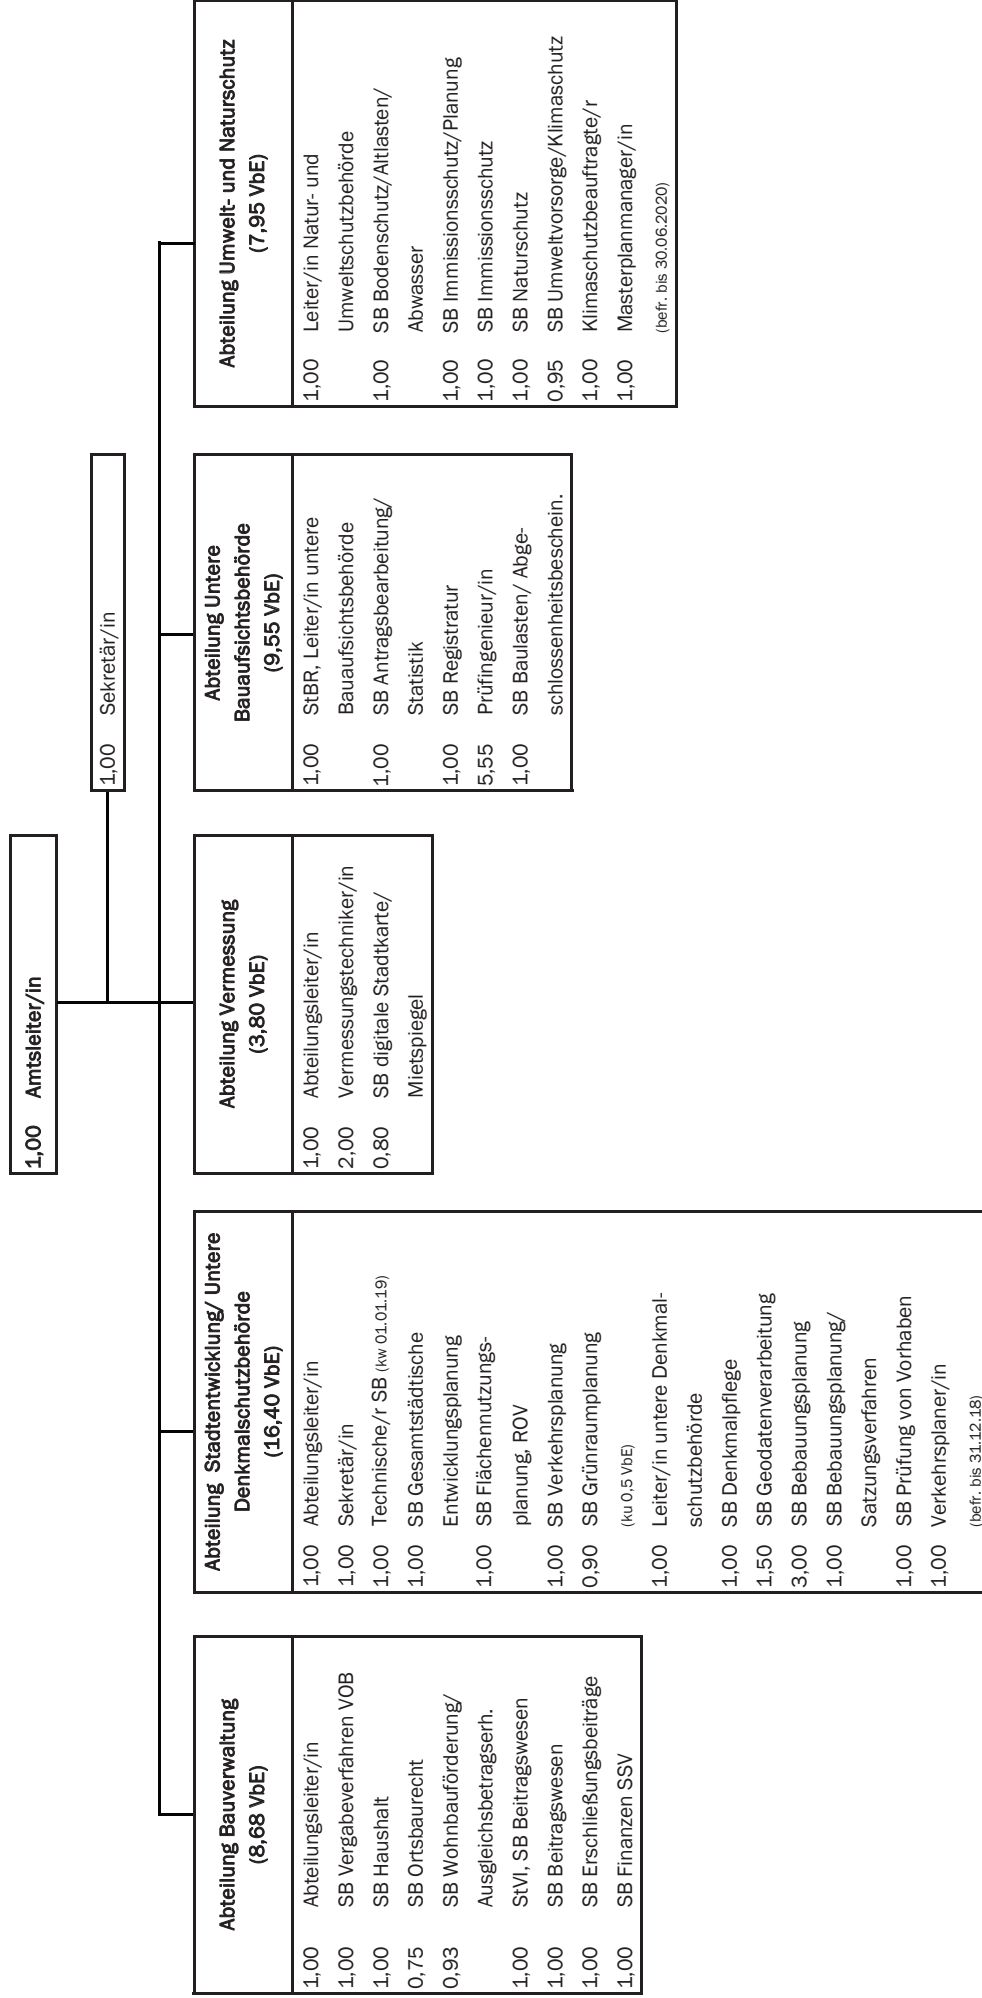 1,00 Amtsleiter/in
1,00 Sekretär/in
Abteilung Bauverwaltung
(8,68 VbE)
1,00 Abteilungsleiter/in
1,00 SB Vergabeverfahren VOB
1,00 SB Haushalt
0,75 SB Ortsbaurecht
0,93 SB Wohnbauförderung/
Ausgleichsbetragserh.
1,00 StVI, SB Beitragswesen
1,00 SB Beitragswesen
1,00 SB Erschließungsbeiträge
1,00 SB Finanzen SSV
Abteilung Stadtentwicklung/ Untere
Denkmalschutzbehörde
(16,40 VbE)
1,00 Abteilungsleiter/in
1,00 Sekretär/in
1,00 Technische/r SB (kw 01.01.19)
1,00 SB Gesamtstädtische
Entwicklungsplanung
1,00 SB Flächennutzungs-
planung, ROV
1,00 SB Verkehrsplanung
0,90 SB Grünraumplanung
(ku 0,5 VbE)
1,00 Leiter/in untere Denkmal-
schutzbehörde
1,00 SB Denkmalpflege
1,50 SB Geodatenverarbeitung
3,00 SB Bebauungsplanung
1,00 SB Bebauungsplanung/
Satzungsverfahren
1,00 SB Prüfung von Vorhaben
1,00 Verkehrsplaner/in
(befr. bis 31.12.18)
Abteilung Vermessung
(3,80 VbE)
1,00 Abteilungsleiter/in
2,00 Vermessungstechniker/in
0,80 SB digitale Stadtkarte/
Mietspiegel
Abteilung Untere
Bauaufsichtsbehörde
(9,55 VbE)
1,00 StBR, Leiter/in untere
Bauaufsichtsbehörde
1,00 SB Antragsbearbeitung/
Statistik
1,00 SB Registratur
5,55 Prüfingenieur/in
1,00 SB Baulasten/ Abge-
schlossenheitsbeschein.
Abteilung Umwelt- und Naturschutz
(7,95 VbE)
1,00 Leiter/in Natur- und
Umweltschutzbehörde
1,00 SB Bodenschutz/Altlasten/
Abwasser
1,00 SB Immissionsschutz/Planung
1,00 SB Immissionsschutz
1,00 SB Naturschutz
0,95 SB Umweltvorsorge/Klimaschutz
1,00 Klimaschutzbeauftragte/r
1,00 Masterplanmanager/in
(befr. bis 30.06.2020)